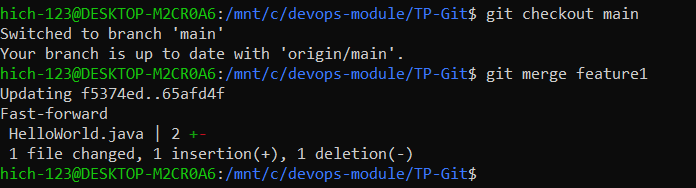 hich-123@DESKTOP-M2CR0A6:/mnt/c/devops-module/TP-Git$ git checkout main
Switched to branch 'main'
Your branch is up to date with 'origin/main'.
hich-123@DESKTOP-M2CR0A6:/mnt/c/devops-module/TP-Git$ git merge feature1
Updating f5374ed..65afd4f
Fast-forward
 HelloWorld.java | 2 +-
 1 file changed, 1 insertion(+), 1 deletion(-)
hich-123@DESKTOP-M2CR0A6:/mnt/c/devops-module/TP-Git$